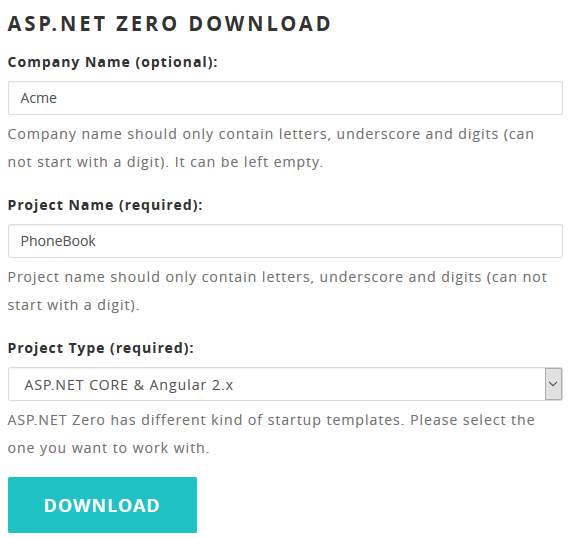 ASP.NET ZERO DOWNLOAD
Company Name (optional):
Acme
Company name should only contain letters, underscore and digits (can
not start with a digit). It can be left empty.
Project Name (required):
PhoneBook
Project name should only contain letters, underscore and digits (can not
start with a digit).
Project Type (required):
ASP.NET CORE & Angular 2.x
ASP.NET Zero has different kind of startup templates. Please select the
one you want to work with.
DOWNLOAD